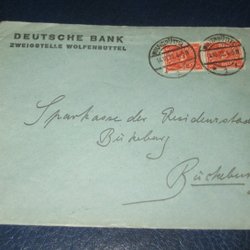 DEUTSCHE BANK
ZWEIGSTELLE WOLFENBÜTTEL
Sparkasse der Residenzstadt
Bückeburg
Bückeburg